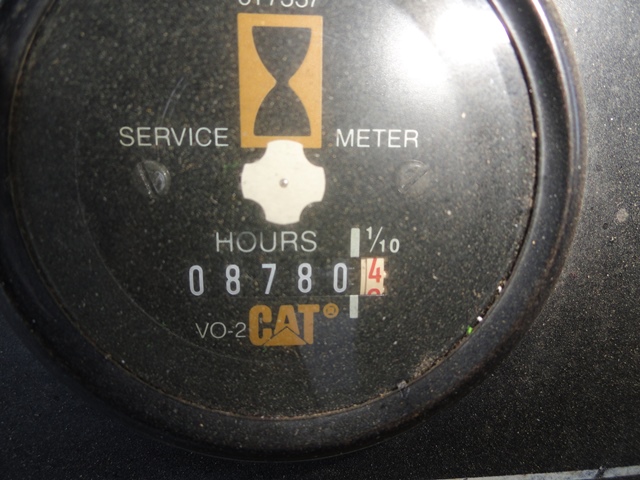 SERVICE METER
HOURS 1/10
08780 4
VO-2 CAT®